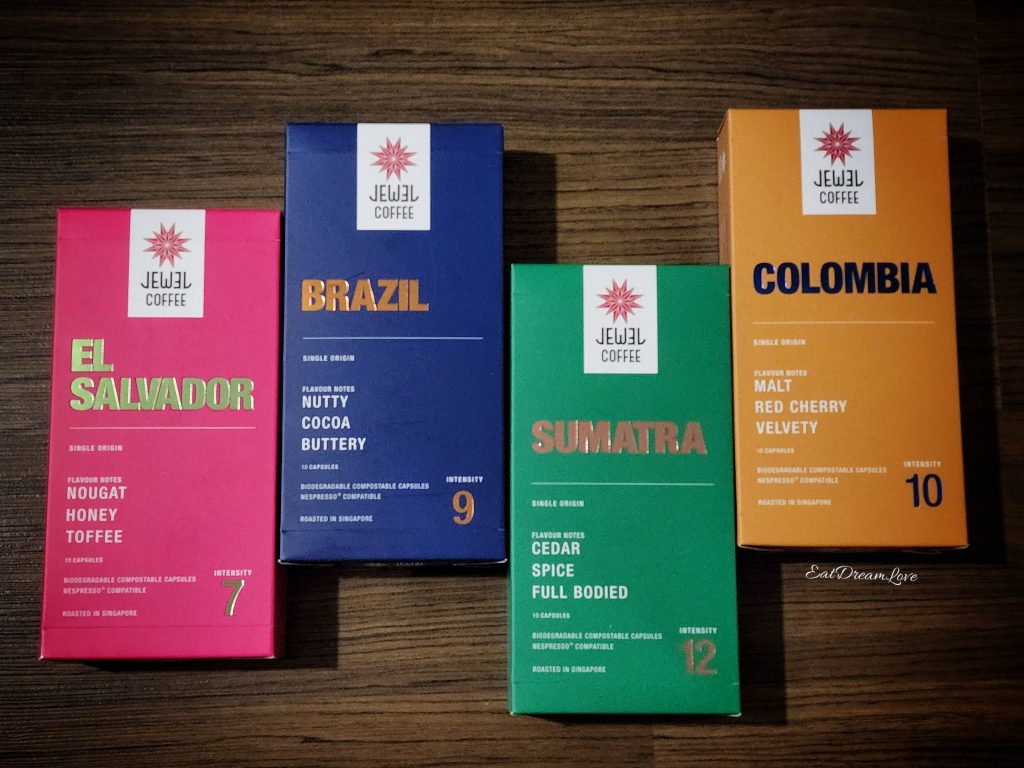 JEWEL
COFFEE
EL
SALVADOR
SINGLE ORIGIN
FLAVOUR NOTES
NOUGAT
HONEY
TOFFEE
10 CAPSULES
BIODEGRADABLE COMPOSTABLE CAPSULES
NESPRESSO® COMPATIBLE
ROASTED IN SINGAPORE
INTENSITY
7
JEWEL
COFFEE
BRAZIL
SINGLE ORIGIN
FLAVOUR NOTES
NUTTY
COCOA
BUTTERY
10 CAPSULES
BIODEGRADABLE COMPOSTABLE CAPSULES
NESPRESSO® COMPATIBLE
ROASTED IN SINGAPORE
INTENSITY
9
JEWEL
COFFEE
SUMATRA
SINGLE ORIGIN
FLAVOUR NOTES
CEDAR
SPICE
FULL BODIED
10 CAPSULES
BIODEGRADABLE COMPOSTABLE CAPSULES
NESPRESSO® COMPATIBLE
ROASTED IN SINGAPORE
INTENSITY
12
JEWEL
COFFEE
COLOMBIA
SINGLE ORIGIN
FLAVOUR NOTES
MALT
RED CHERRY
VELVETY
10 CAPSULES
BIODEGRADABLE COMPOSTABLE CAPSULES
NESPRESSO® COMPATIBLE
ROASTED IN SINGAPORE
INTENSITY
10
EatDreamLove